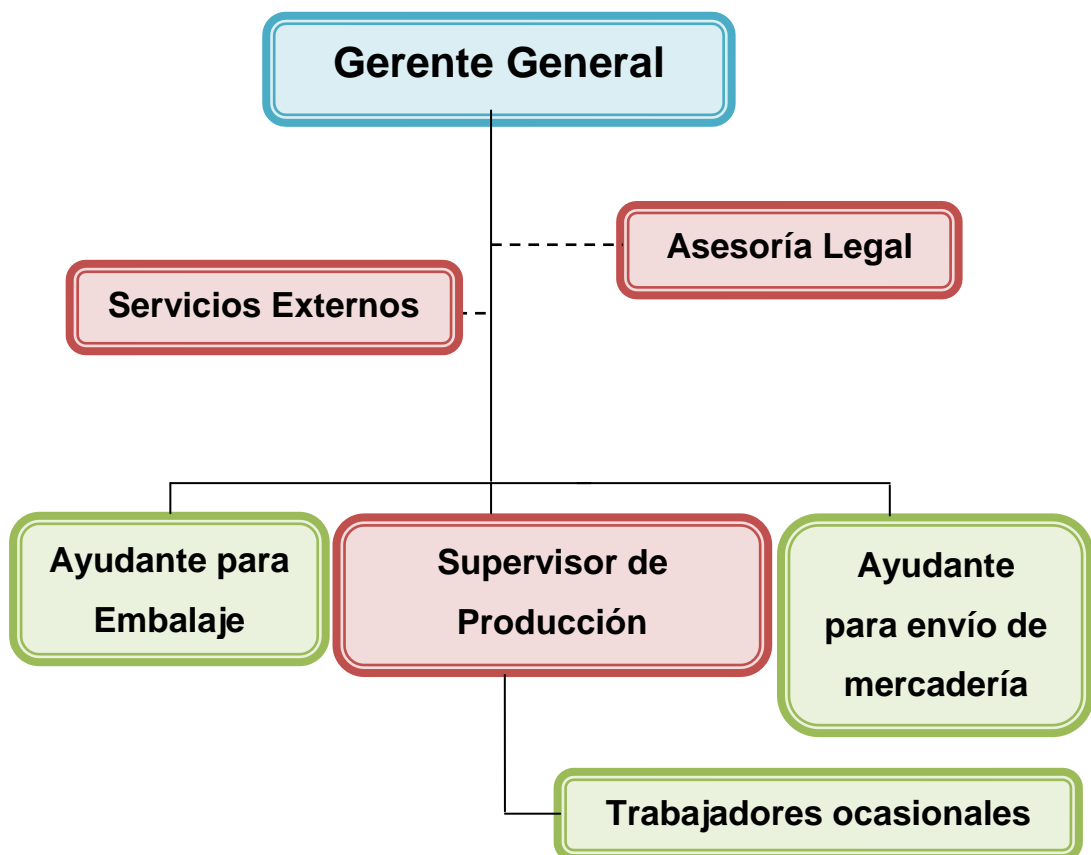 Gerente General
Asesoría Legal
Servicios Externos
Ayudante para
Embalaje
Supervisor de
Producción
Ayudante
para envío de
mercadería
Trabajadores ocasionales